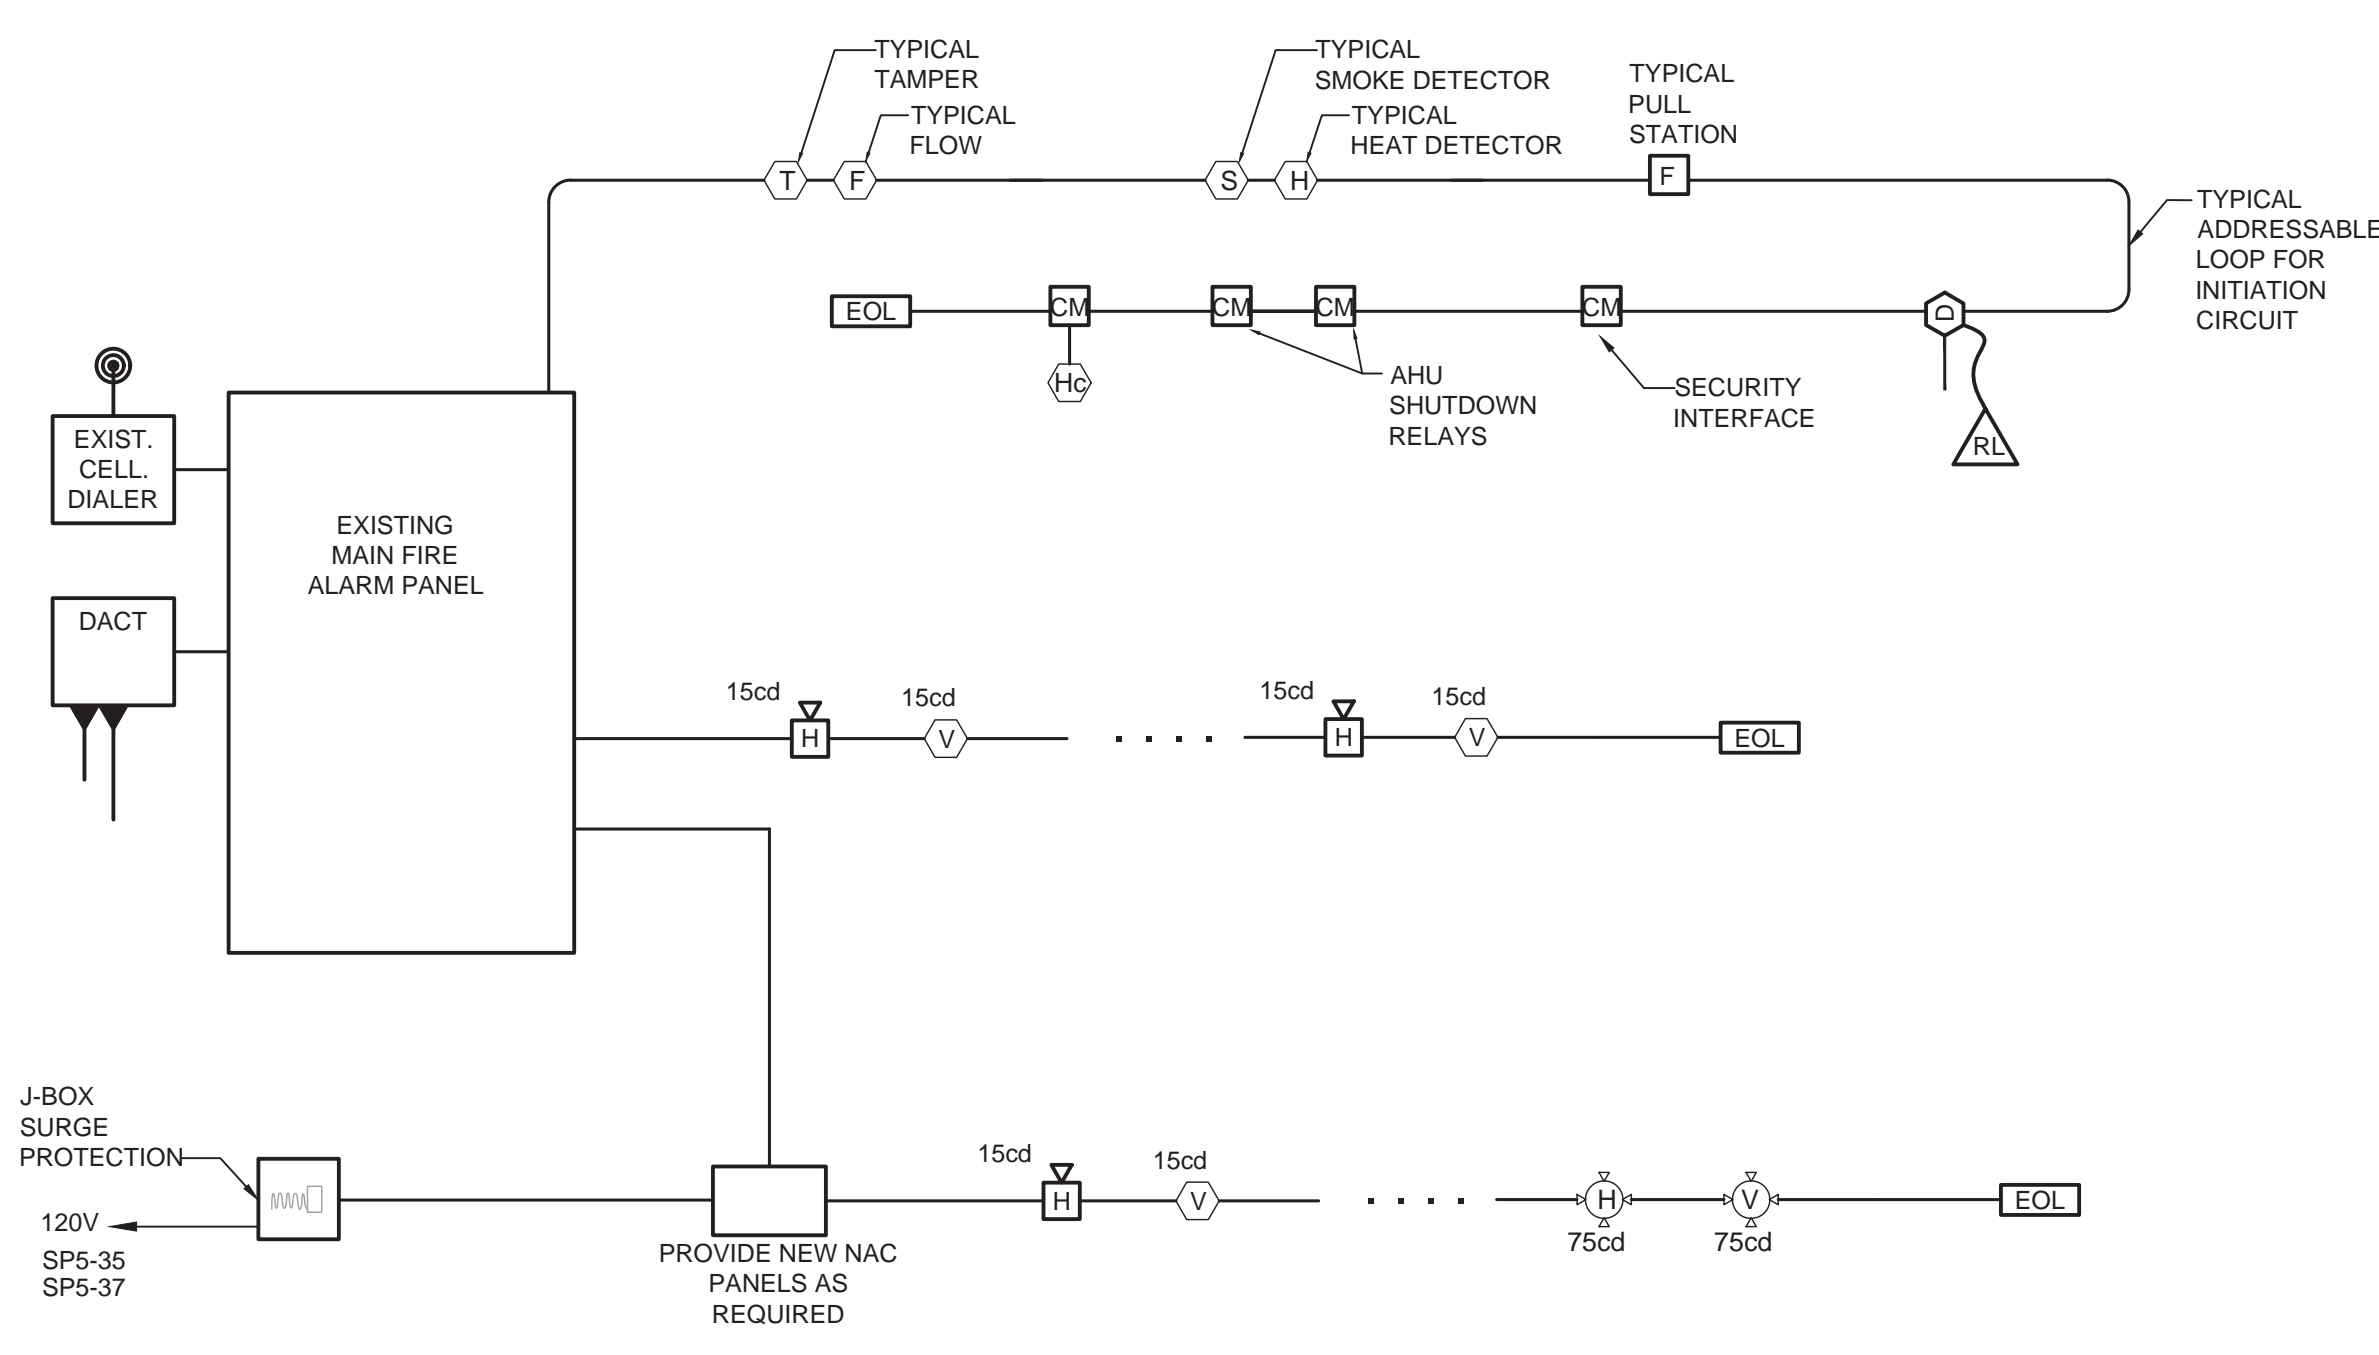 TYPICAL
TAMPER
TYPICAL
FLOW
TYPICAL
SMOKE DETECTOR
TYPICAL
HEAT DETECTOR
TYPICAL
PULL
STATION
T
F
S
H
F
TYPICAL
ADDRESSABLE
LOOP FOR
INITIATION
CIRCUIT
EOL
CM
CM
CM
CM
D
Hc
AHU
SHUTDOWN
RELAYS
SECURITY
INTERFACE
RL
EXIST.
CELL.
DIALER
EXISTING
MAIN FIRE
ALARM PANEL
DACT
15cd
15cd
15cd
15cd
H
V
H
V
EOL
J-BOX
SURGE
PROTECTION
120V
SP5-35
SP5-37
PROVIDE NEW NAC
PANELS AS
REQUIRED
15cd
15cd
H
V
H
V
EOL
75cd
75cd